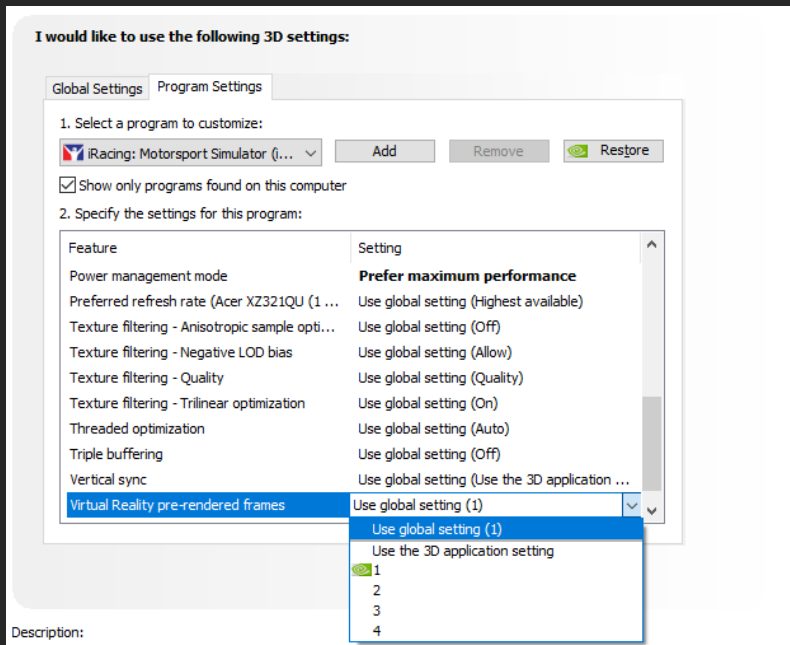 I would like to use the following 3D settings:
Global Settings Program Settings
1. Select a program to customize:
iRacing: Motorsport Simulator (i... Add Remove Restore
Show only programs found on this computer
2. Specify the settings for this program:
Feature Setting
Power management mode Prefer maximum performance
Preferred refresh rate (Acer XZ321QU (1 ... Use global setting (Highest available)
Texture filtering - Anisotropic sample opti... Use global setting (Off)
Texture filtering - Negative LOD bias Use global setting (Allow)
Texture filtering - Quality Use global setting (Quality)
Texture filtering - Trilinear optimization Use global setting (On)
Threaded optimization Use global setting (Auto)
Triple buffering Use global setting (Off)
Vertical sync Use global setting (Use the 3D application ...
Virtual Reality pre-rendered frames Use global setting (1)
Use global setting (1)
Use the 3D application setting
1
2
3
4
Description: